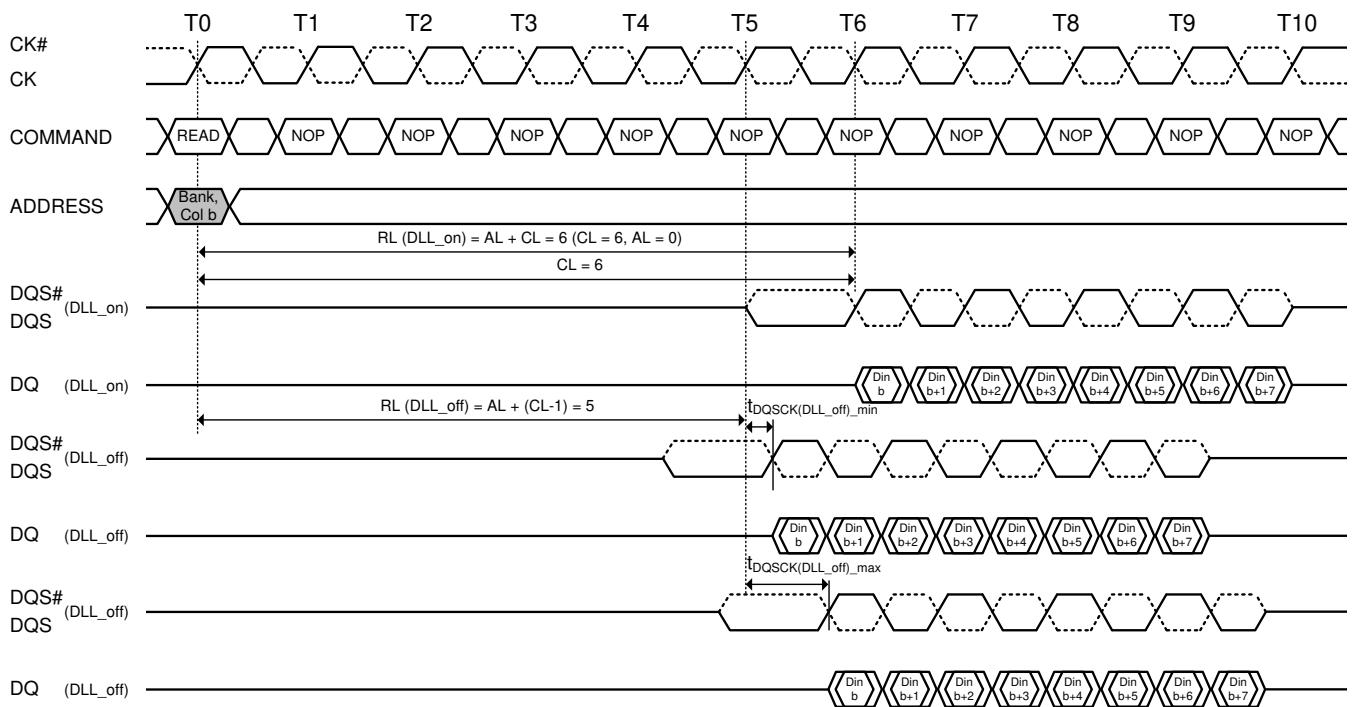 T0 T1 T2 T3 T4 T5 T6 T7 T8 T9 T10
CK#
CK
COMMAND READ NOP NOP NOP NOP NOP NOP NOP NOP NOP NOP
ADDRESS Bank,
Col b
RL (DLL_on) = AL + CL = 6 (CL = 6, AL = 0)
CL = 6
DQS# (DLL_on)
DQS
DQ (DLL_on) Din Din Din Din Din Din Din Din
b b+1 b+2 b+3 b+4 b+5 b+6 b+7
RL (DLL_off) = AL + (CL-1) = 5 tDQSCK(DLL_off)_min
DQS# (DLL_off)
DQS
DQ (DLL_off) Din Din Din Din Din Din Din Din
b b+1 b+2 b+3 b+4 b+5 b+6 b+7
tDQSCK(DLL_off)_max
DQS# (DLL_off)
DQS
DQ (DLL_off) Din Din Din Din Din Din Din Din
b b+1 b+2 b+3 b+4 b+5 b+6 b+7